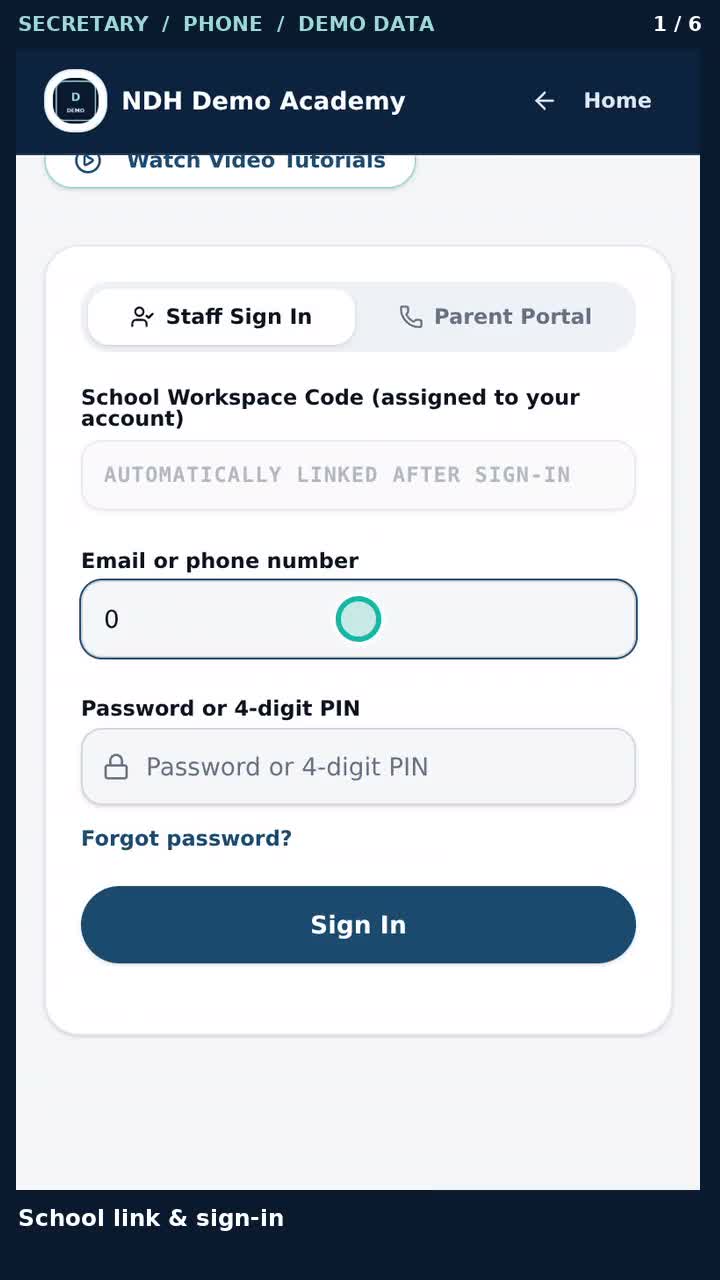 SECRETARY / PHONE / DEMO DATA
1 / 6
D
DEMO
NDH Demo Academy
Home
Watch Video Tutorials
Staff Sign In
Parent Portal
School Workspace Code (assigned to your
account)
AUTOMATICALLY LINKED AFTER SIGN-IN
Email or phone number
0
Password or 4-digit PIN
Password or 4-digit PIN
Forgot password?
Sign In
School link & sign-in